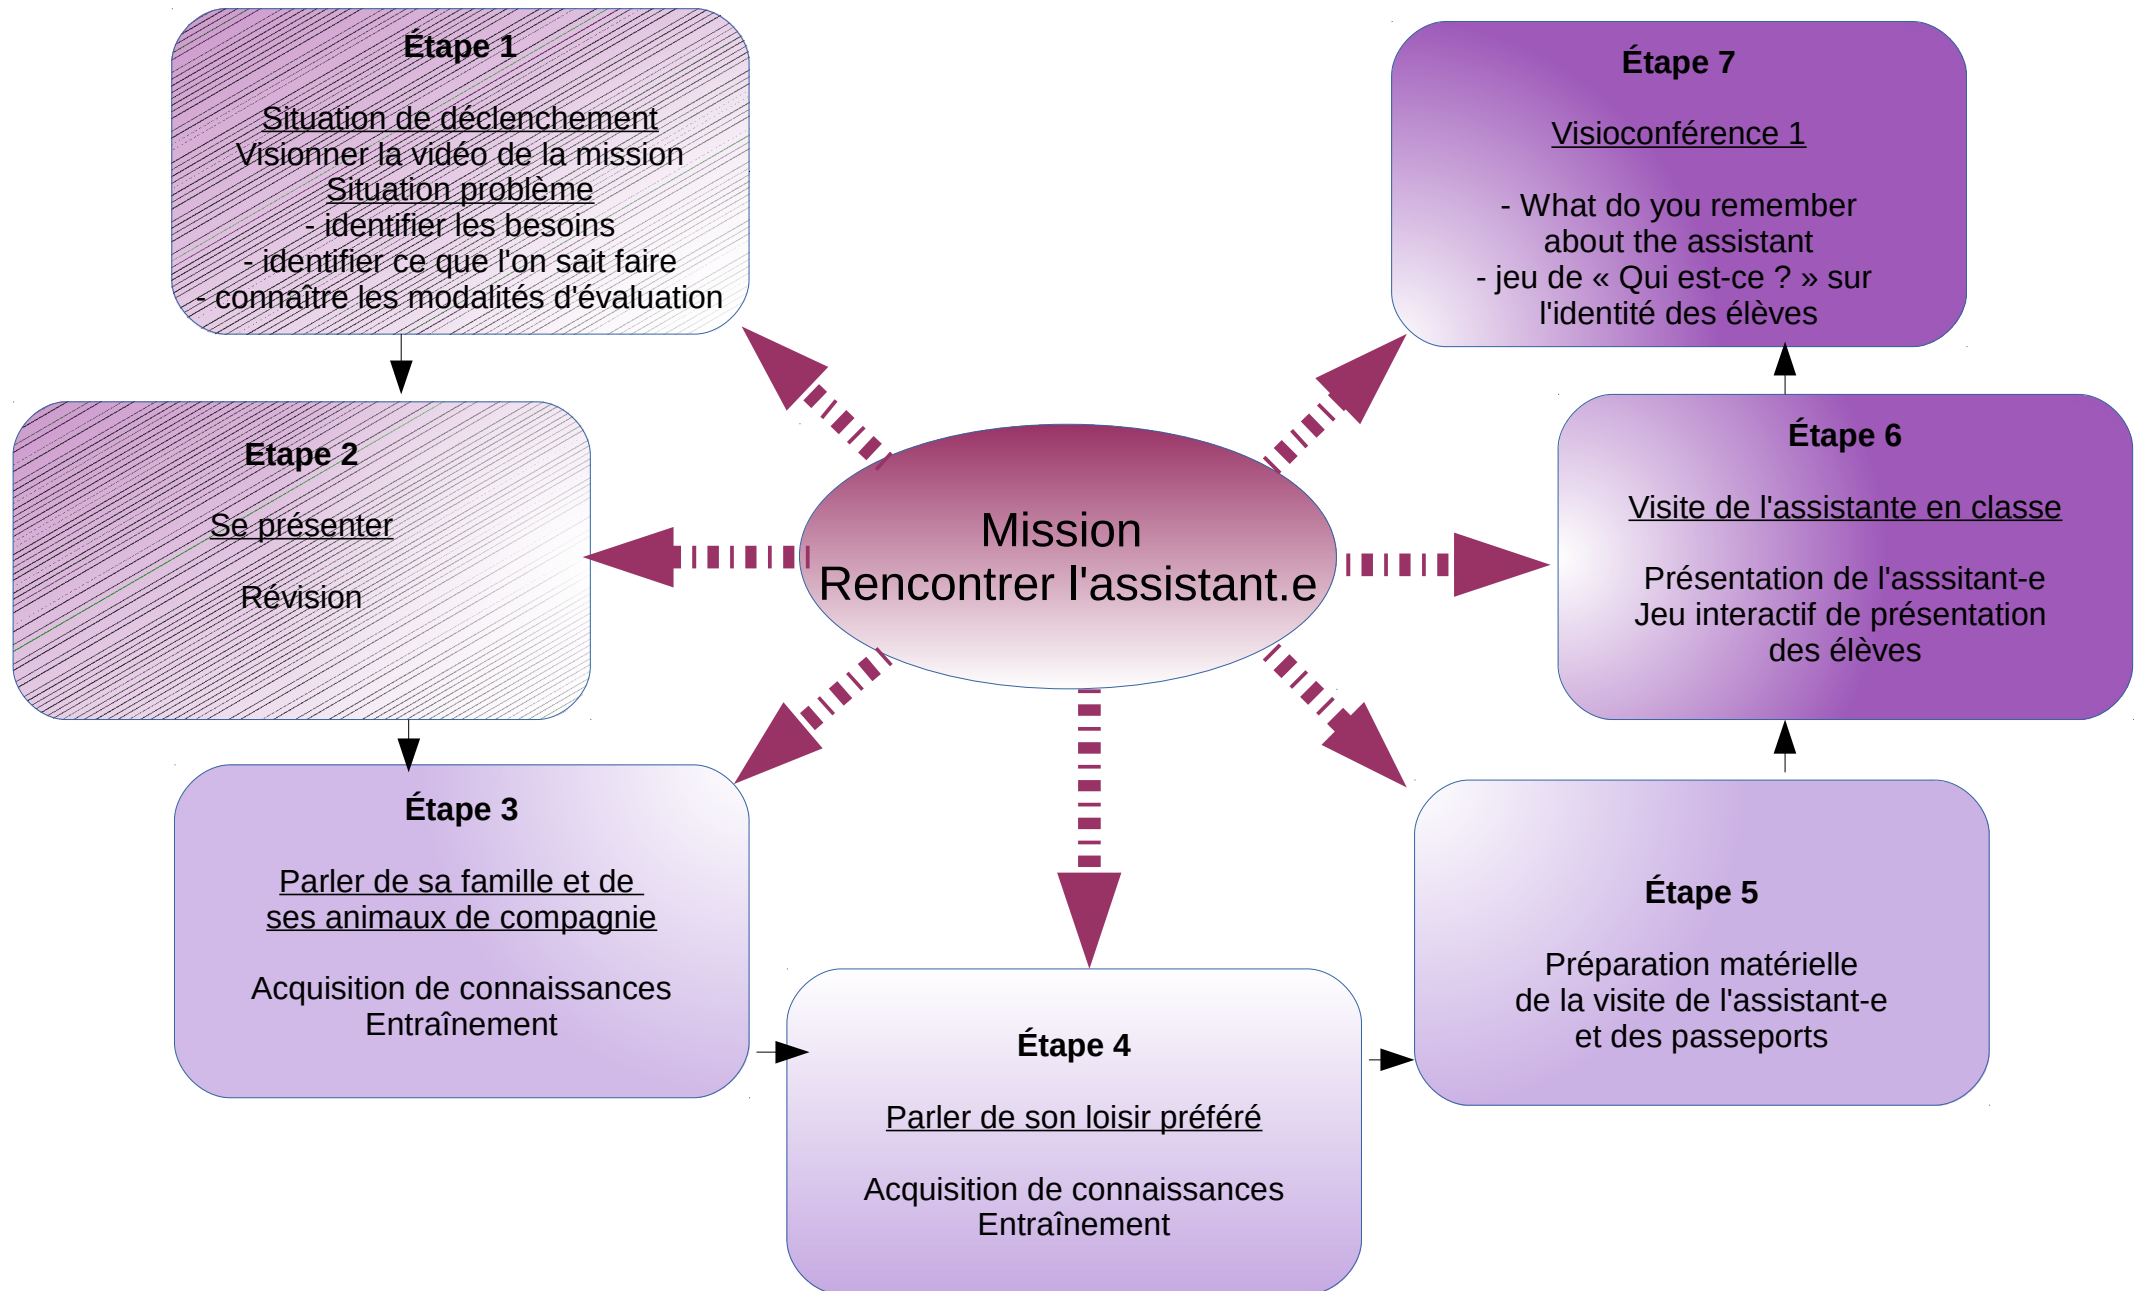 Étape 1
Situation de déclenchement
Visionner la vidéo de la mission
Situation problème
- identifier les besoins
- identifier ce que l'on sait faire
- connaître les modalités d'évaluation
Etape 2
Se présenter
Révision
Étape 3
Parler de sa famille et de
ses animaux de compagnie
Acquisition de connaissances
Entraînement
Étape 4
Parler de son loisir préféré
Acquisition de connaissances
Entraînement
Étape 5
Préparation matérielle
de la visite de l'assistant-e
et des passeports
Étape 6
Visite de l'assistante en classe
Présentation de l'asssitant-e
Jeu interactif de présentation
des élèves
Étape 7
Visioconférence 1
- What do you remember
about the assistant
- jeu de « Qui est-ce ? » sur
l'identité des élèves
Mission
Rencontrer l'assistant.e